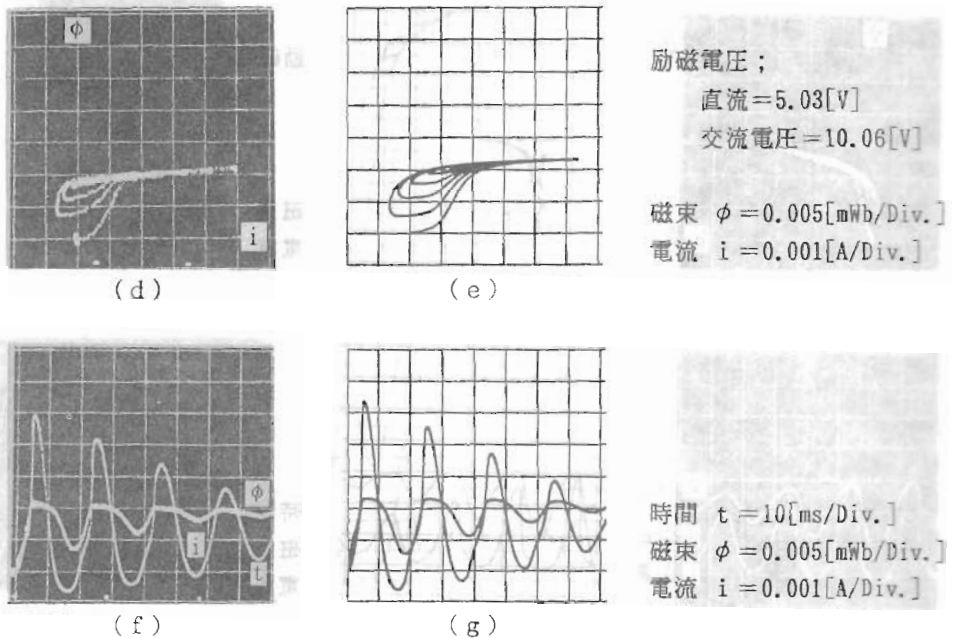 φ
i
(d)
(e)
励磁電圧；
直流＝5.03[V]
交流電圧＝10.06[V]
磁束 φ＝0.005[mWb/Div.]
電流 i＝0.001[A/Div.]
φ
i
t
(f)
(g)
時間 t＝10[ms/Div.]
磁束 φ＝0.005[mWb/Div.]
電流 i＝0.001[A/Div.]